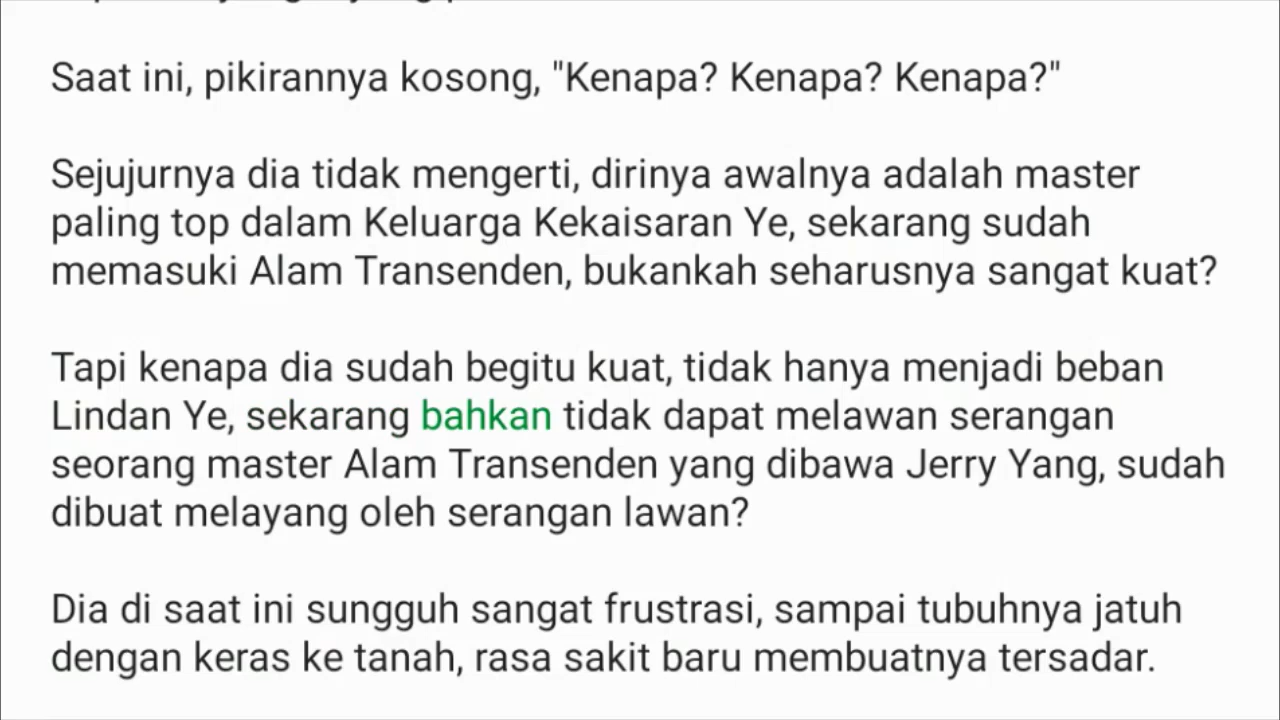 Saat ini, pikirannya kosong, "Kenapa? Kenapa? Kenapa?"
Sejujurnya dia tidak mengerti, dirinya awalnya adalah master
paling top dalam Keluarga Kekaisaran Ye, sekarang sudah
memasuki Alam Transenden, bukankah seharusnya sangat kuat?
Tapi kenapa dia sudah begitu kuat, tidak hanya menjadi beban
Lindan Ye, sekarang bahkan tidak dapat melawan serangan
seorang master Alam Transenden yang dibawa Jerry Yang, sudah
dibuat melayang oleh serangan lawan?
Dia di saat ini sungguh sangat frustrasi, sampai tubuhnya jatuh
dengan keras ke tanah, rasa sakit baru membuatnya tersadar.